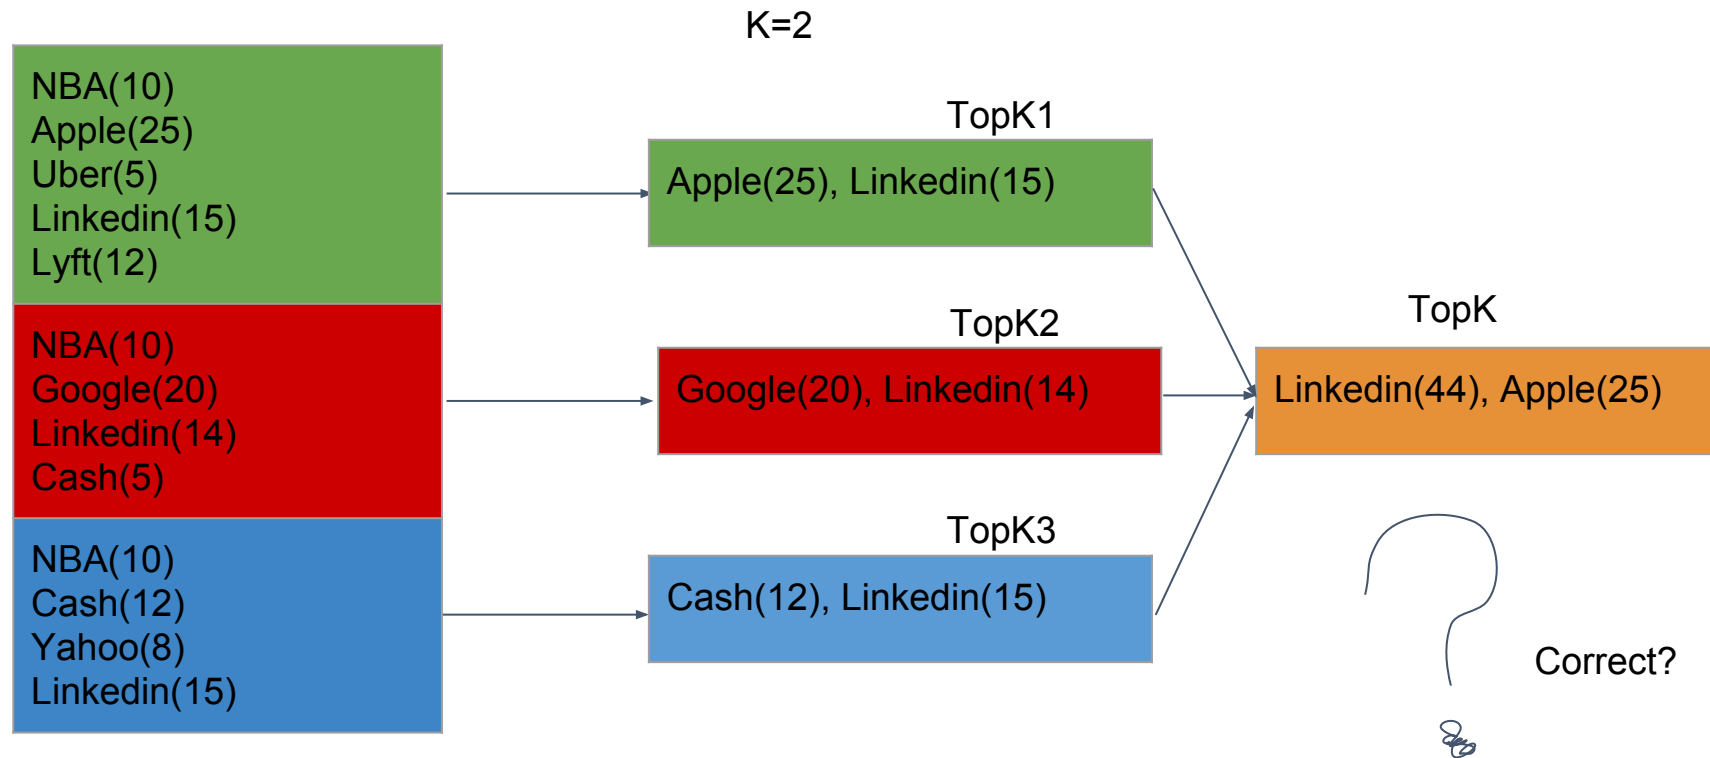 K=2
NBA(10)
Apple(25)
Uber(5)
Linkedin(15)
Lyft(12)
TopK1
Apple(25), Linkedin(15)
NBA(10)
Google(20)
Linkedin(14)
Cash(5)
TopK2
Google(20), Linkedin(14)
TopK
Linkedin(44), Apple(25)
NBA(10)
Cash(12)
Yahoo(8)
Linkedin(15)
TopK3
Cash(12), Linkedin(15)
?
Correct?